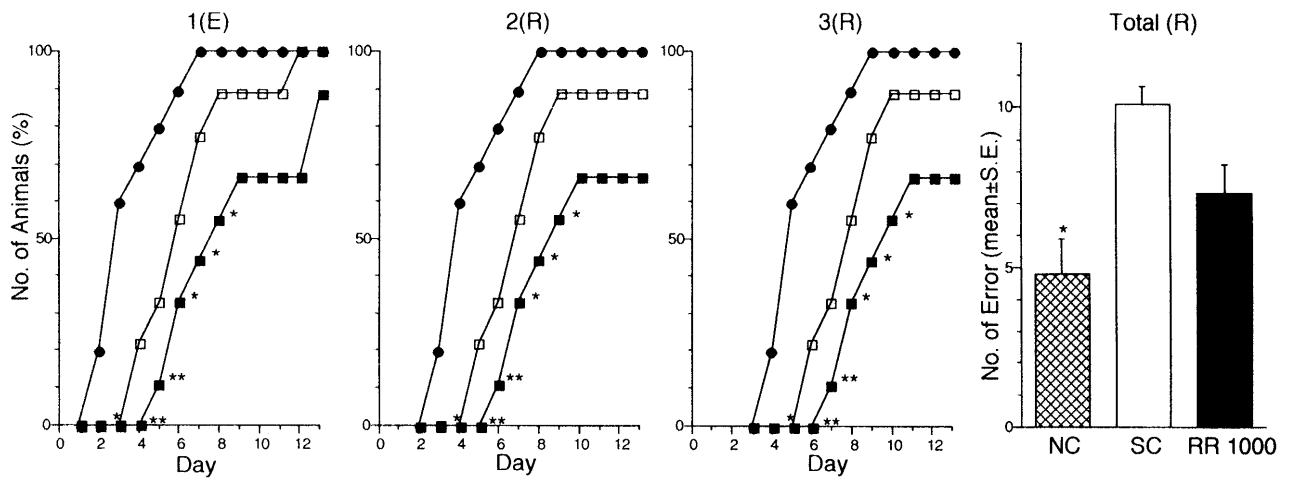 1(E)
2(R)
3(R)
Total (R)
No. of Animals (%)
100
50
0
0 2 4 6 8 10 12
Day
* ** ** * * *
100
50
0
0 2 4 6 8 10 12
Day
* ** ** * * *
100
50
0
0 2 4 6 8 10 12
Day
* ** ** * * *
No. of Error (mean±S.E.)
10
5
0
*
NC SC RR 1000